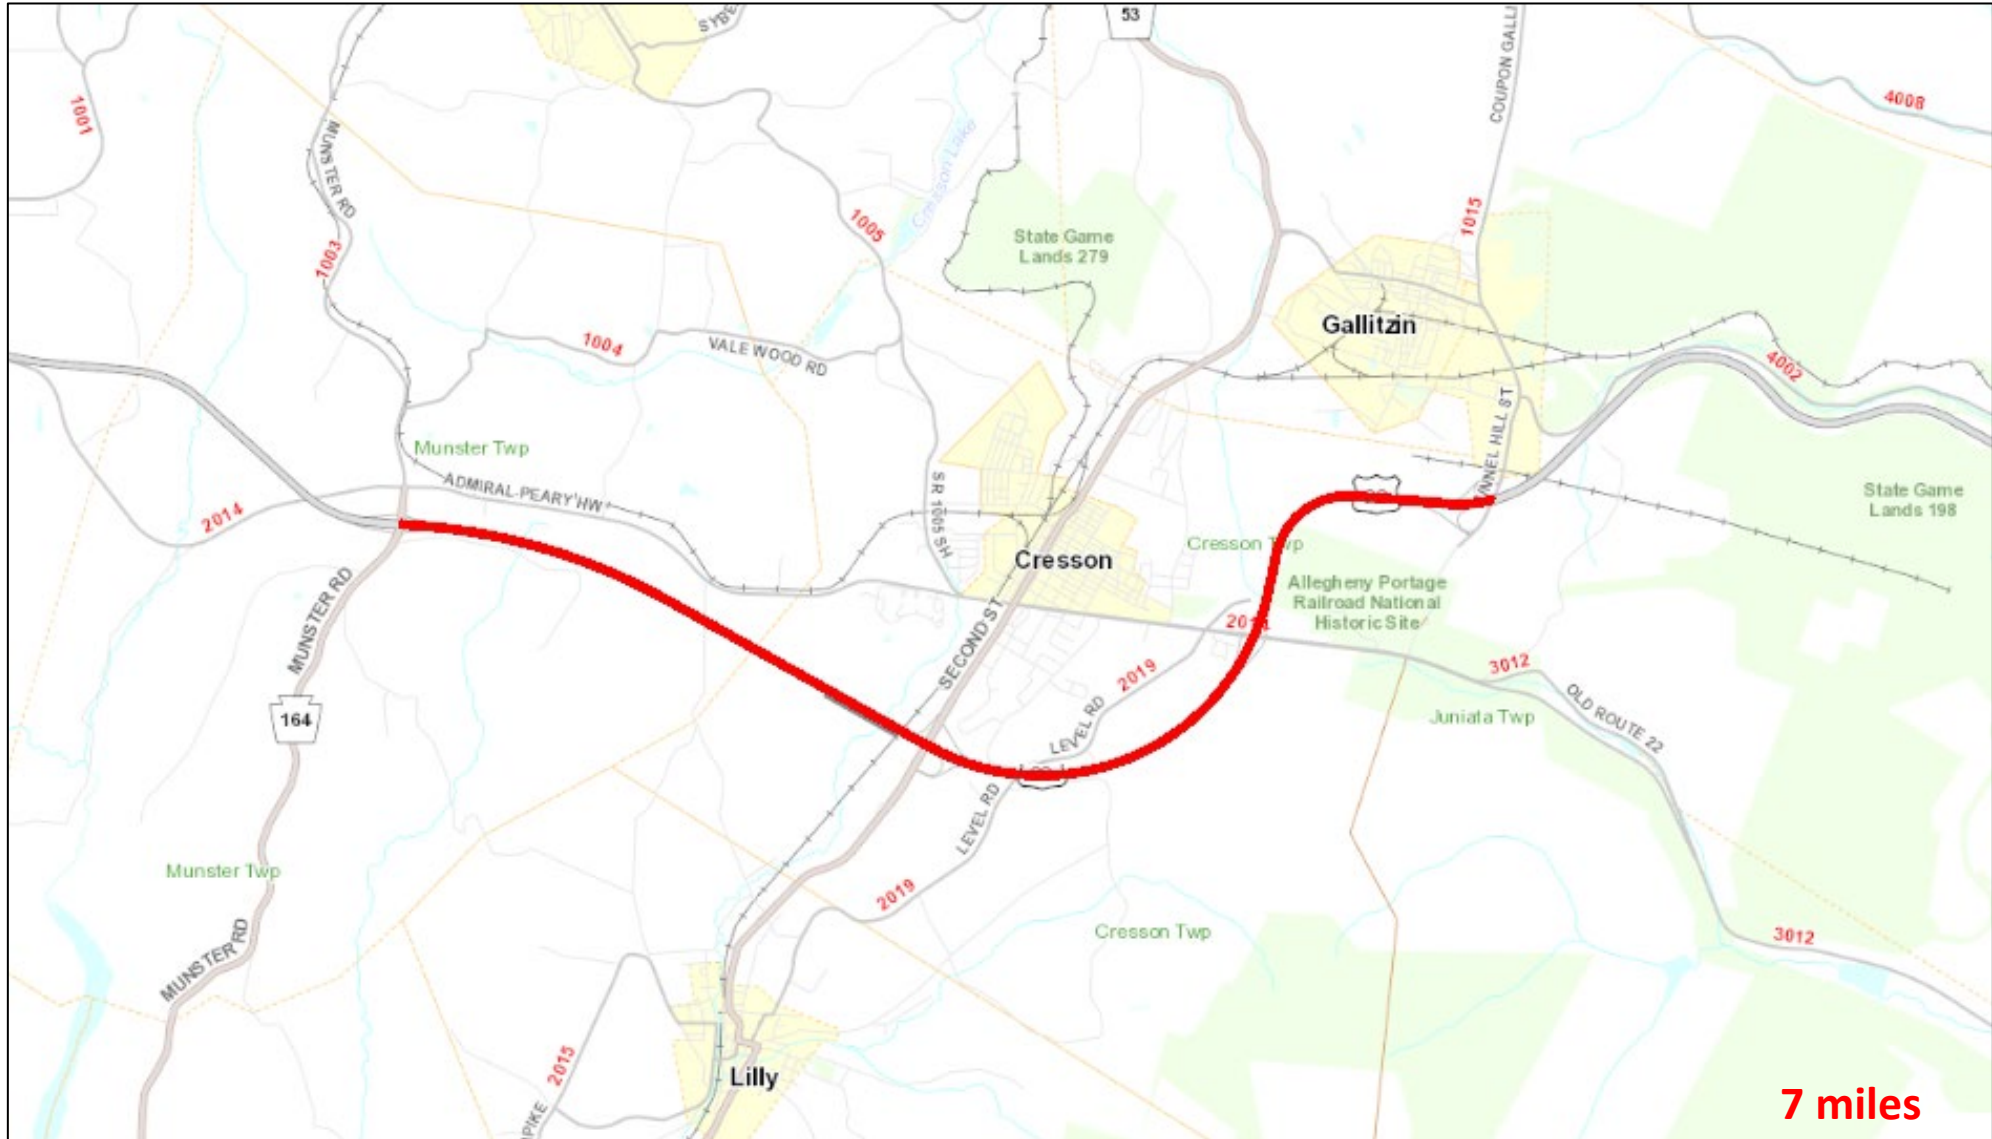 53
SYBE
COUPON GALLI
4008
1001
MUNSTER RD
Cresson Lake
1005
1015
1003
State Game
Lands 279
Gallitzin
1004
VALE WOOD RD
4002
Munster Twp
ADMIRAL-PEARY HW
SR 1005 SH
UNNEL HILL ST
2014
State Game
Lands 198
Cresson
Cresson Twp
Allegheny Portage
Railroad National
Historic Site
MUNSTER RD
SECOND ST
3012
2019
OLD ROUTE 22
164
LEVEL RD
Juniata Twp
LEVEL RD
Munster Twp
2019
MUNSTER RD
Cresson Twp
3012
2015
Lilly
PIKE
7 miles